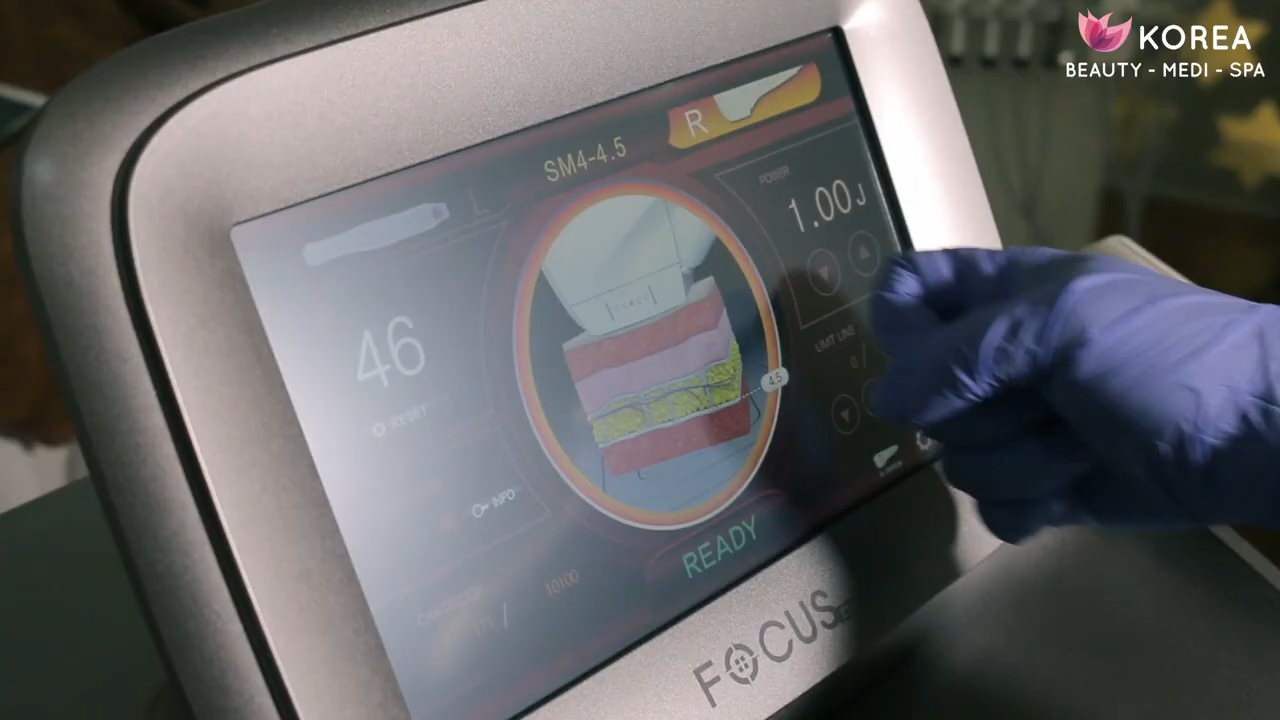 KOREA
BEAUTY - MEDI - SPA
SM4-4.5
R
L
POWER
1.00J
46
RESET
LIMIT LINE
0/
4.5
INFO
10100
READY
FOCUS